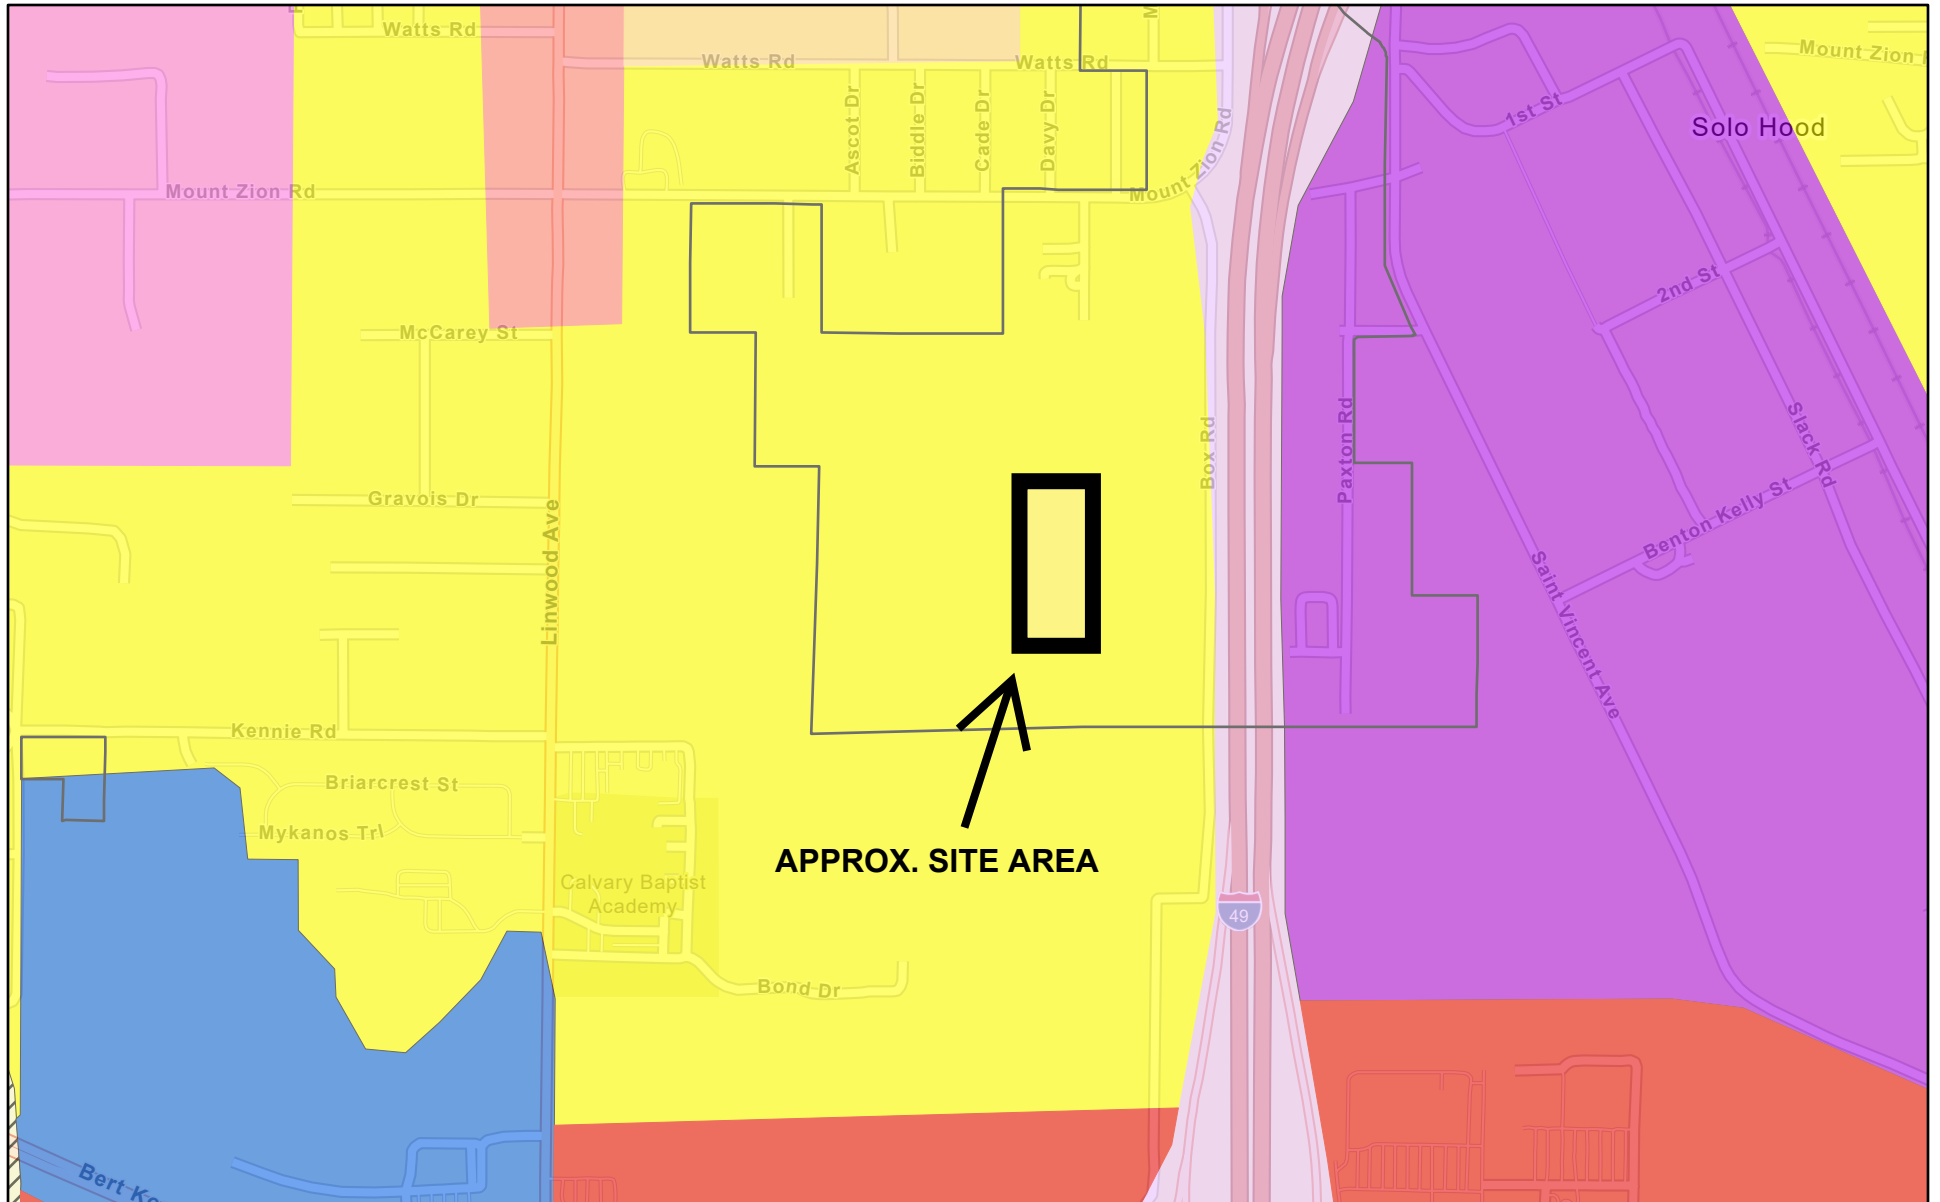 Watts Rd
Watts Rd
Watts Rd
Mount Zion
1st St
Solo Hood
Ascot Dr
Biddle Dr
Cade Dr
Davy Dr
Mount Zion Rd
Mount Zion Rd
2nd St
McCarey St
Box Rd
Paxton Rd
Slack Rd
Gravois Dr
Linwood Ave
Benton Kelly St
Saint Vincent Ave
Kennie Rd
Briarcrest St
Mykanos Trl
APPROX. SITE AREA
Calvary Baptist
Academy
49
Bond Dr
Bert